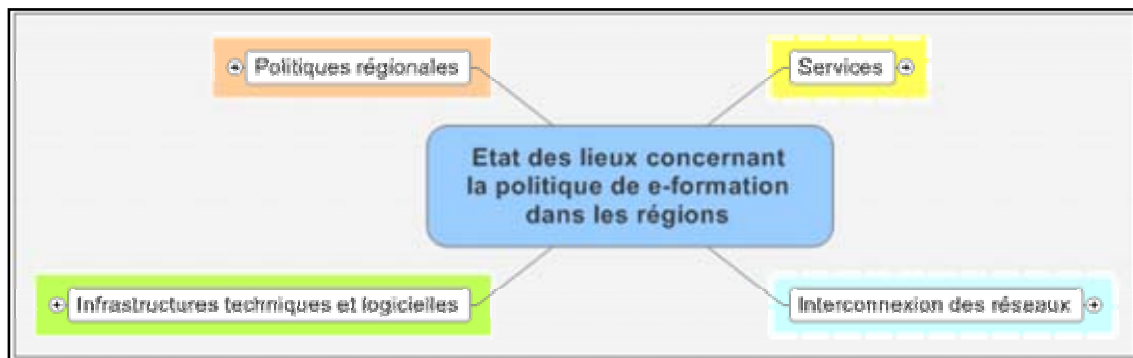 Politiques régionales
Services
Etat des lieux concernant
la politique de e-formation
dans les régions
Infrastructures techniques et logicielles
Interconnexion des réseaux